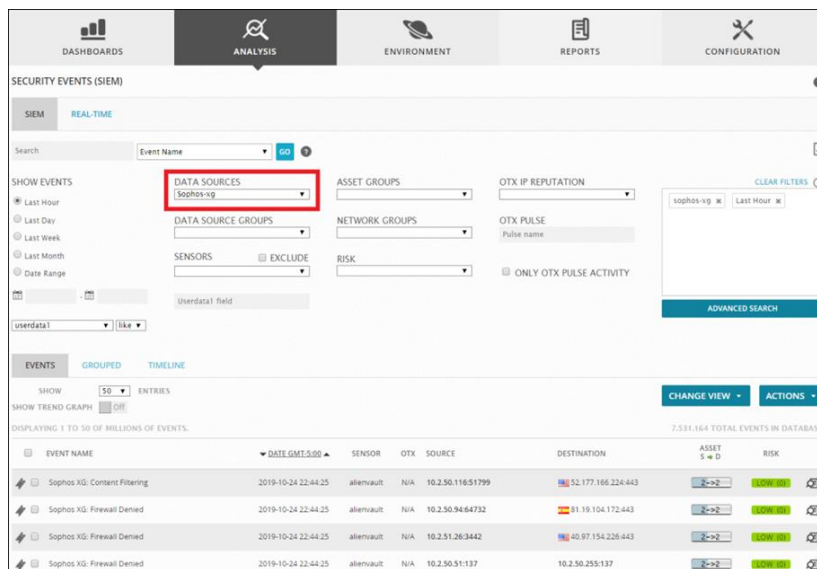 DASHBOARDS ANALYSIS ENVIRONMENT REPORTS CONFIGURATION
SECURITY EVENTS (SIEM)
SIEM REAL-TIME
Search Event Name GO ?
SHOW EVENTS DATA SOURCES ASSET GROUPS OTX IP REPUTATION CLEAR FILTERS
Last Hour Sophos-xg sophos-xg x Last Hour x
Last Day DATA SOURCE GROUPS NETWORK GROUPS OTX PULSE
Last Week Pulse name
Last Month SENSORS EXCLUDE RISK
Date Range ONLY OTX PULSE ACTIVITY
- Userdata1 field
ADVANCED SEARCH
userdata1 like
EVENTS GROUPED TIMELINE
SHOW 50 ENTRIES CHANGE VIEW ACTIONS
SHOW TREND GRAPH Off
DISPLAYING 1 TO 50 OF MILLIONS OF EVENTS. 7.531.164 TOTAL EVENTS IN DATABAS
EVENT NAME DATE GMT-5:00 SENSOR OTX SOURCE DESTINATION ASSET S D RISK
Sophos XG: Content Filtering 2019-10-24 22:44:25 alienvault N/A 10.2.50.116:51799 52.177.166.224:443 2->2 LOW (0)
Sophos XG: Firewall Denied 2019-10-24 22:44:25 alienvault N/A 10.2.50.94:64732 81.19.104.172:443 2->2 LOW (0)
Sophos XG: Firewall Denied 2019-10-24 22:44:25 alienvault N/A 10.2.51.26:3442 40.97.154.226:443 2->2 LOW (0)
Sophos XG: Firewall Denied 2019-10-24 22:44:25 alienvault N/A 10.2.50.51:137 10.2.50.255:137 2->2 LOW (0)